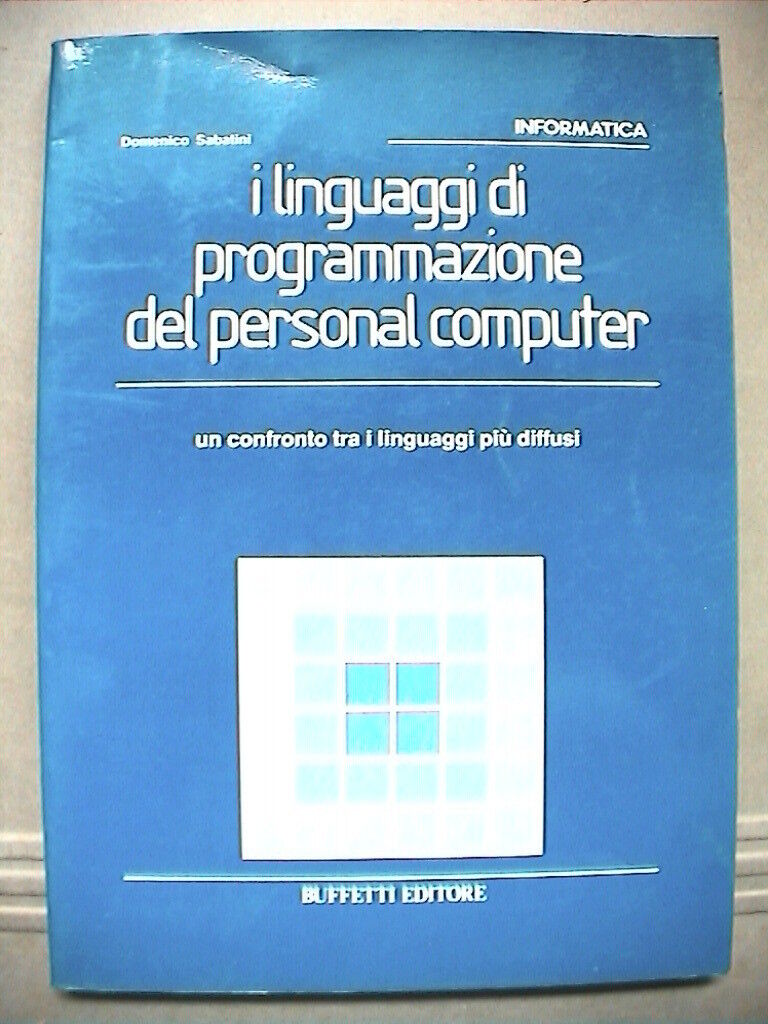 INFORMATICA
Domenico Sabatini
i linguaggi di
programmazione
del personal computer
un confronto tra i linguaggi più diffusi
BUFFETTI EDITORE